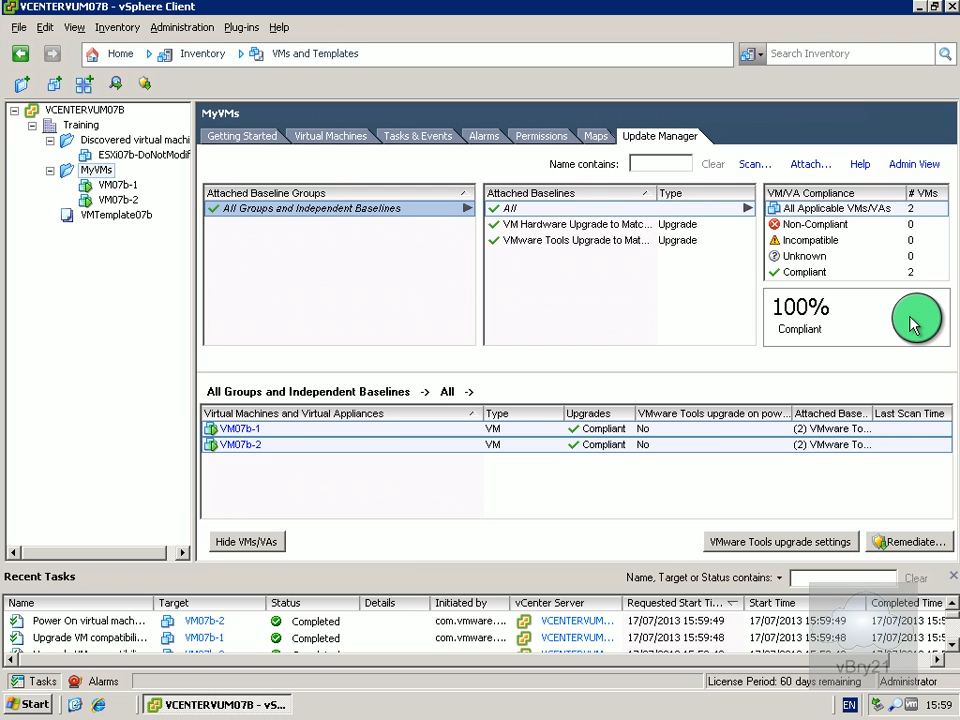 VCENTERVUM07B - vSphere Client
File Edit View Inventory Administration Plug-ins Help
Home Inventory VMs and Templates Search Inventory
VCENTERVUM07B
Training
Discovered virtual machi
ESXi07b-DoNotModif
MyVMs
VM07b-1
VM07b-2
VMTemplate07b
MyVMs
Getting Started Virtual Machines Tasks & Events Alarms Permissions Maps Update Manager
Name contains: Clear Scan... Attach... Help Admin View
Attached Baseline Groups
All Groups and Independent Baselines
Attached Baselines Type
All
VM Hardware Upgrade to Matc... Upgrade
VMware Tools Upgrade to Mat... Upgrade
VM/VA Compliance # VMs
All Applicable VMs/VAs 2
Non-Compliant 0
Incompatible 0
Unknown 0
Compliant 2
100%
Compliant
All Groups and Independent Baselines -> All ->
Virtual Machines and Virtual Appliances Type Upgrades VMware Tools upgrade on pow... Attached Base... Last Scan Time
VM07b-1 VM Compliant No (2) VMware To...
VM07b-2 VM Compliant No (2) VMware To...
Hide VMs/VAs VMware Tools upgrade settings Remediate...
Recent Tasks Name, Target or Status contains: Clear
Name Target Status Details Initiated by vCenter Server Requested Start Ti... Start Time Completed Time
Power On virtual mach... VM07b-2 Completed com.vmware.... VCENTERVUM... 17/07/2013 15:59:49 17/07/2013 15:59:49 17/07/2013 15:59:
Upgrade VM compatibili... VM07b-1 Completed com.vmware.... VCENTERVUM... 17/07/2013 15:59:48 17/07/2013 15:59:48 17/07/2013 15:59:
vBry21
Tasks Alarms License Period: 60 days remaining Administrator
Start VCENTERVUM07B - vS... EN 15:59